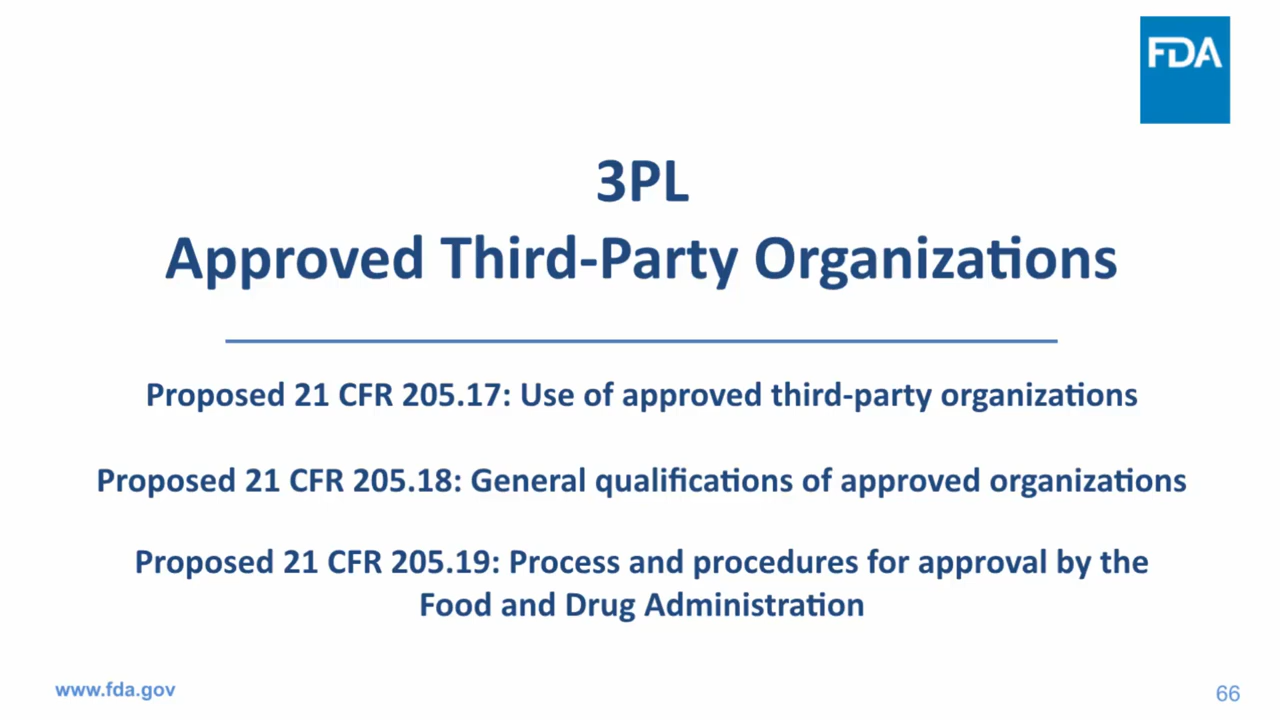 FDA
3PL
Approved Third-Party Organizations
Proposed 21 CFR 205.17: Use of approved third-party organizations
Proposed 21 CFR 205.18: General qualifications of approved organizations
Proposed 21 CFR 205.19: Process and procedures for approval by the
Food and Drug Administration
www.fda.gov
66